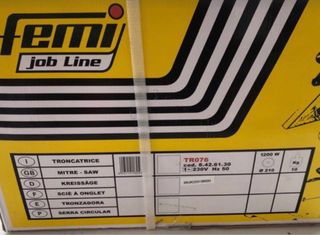 femi
job Line
I TRONCATRICE
GB MITRE - SAW
D KREISSÄGE
F SCIE À ONGLET
E TRONZADORA
P SERRA CIRCULAR
TR076
cod. 8.42.61.30
1~ 230V Hz 50
1200 W
Ø 210
Kg
10